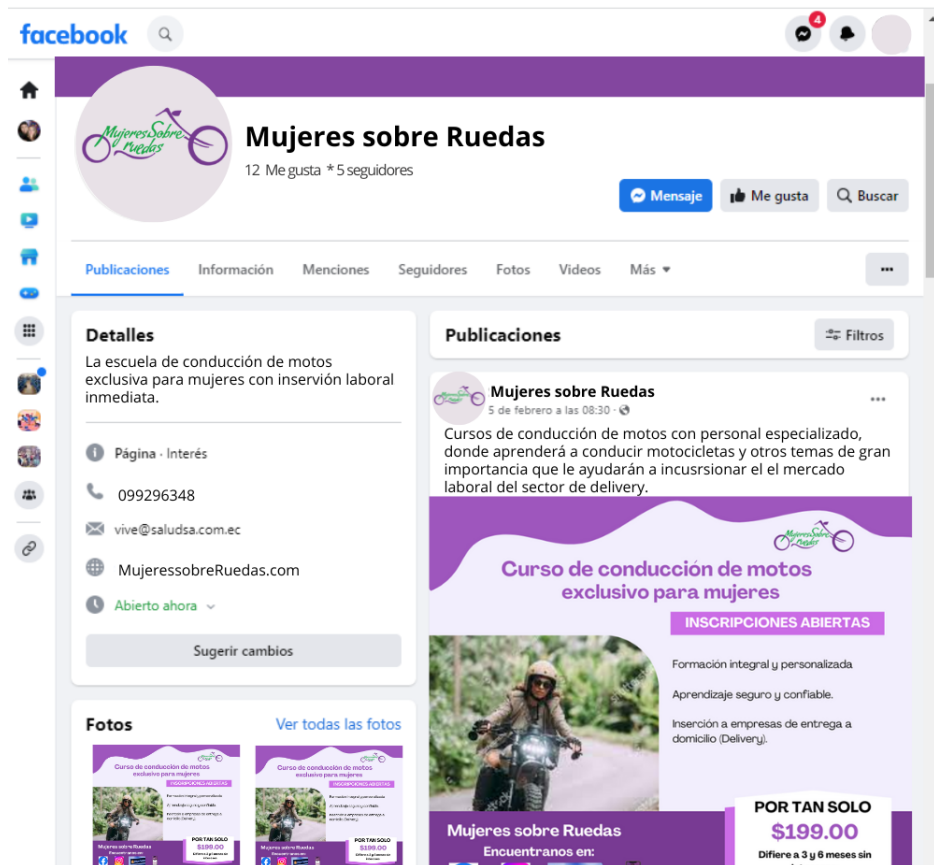 facebook
4
Mujeres Sobre
ruedas
Mujeres sobre Ruedas
12 Me gusta * 5 seguidores
Mensaje
Me gusta
Buscar
Publicaciones
Información
Menciones
Seguidores
Fotos
Videos
Más
Detalles
La escuela de conducción de motos
exclusiva para mujeres con inservión laboral
inmediata.
Página · Interés
099296348
vive@saludsa.com.ec
MujeressobreRuedas.com
Abierto ahora
Sugerir cambios
Fotos
Ver todas las fotos
Curso de conducción de motos
exclusivo para mujeres
INSCRIPCIONES ABIERTAS
POR TAN SOLO
$199.00
Mujeres sobre Ruedas
Encuentranos en:
Curso de conducción de motos
exclusivo para mujeres
INSCRIPCIONES ABIERTAS
POR TAN SOLO
$199.00
Mujeres sobre Ruedas
Encuentranos en:
Publicaciones
Filtros
Mujeres sobre Ruedas
5 de febrero a las 08:30 ·
Cursos de conducción de motos con personal especializado,
donde aprenderá a conducir motocicletas y otros temas de gran
importancia que le ayudarán a incusrsionar el el mercado
laboral del sector de delivery.
Mujeres Sobre
ruedas
Curso de conducción de motos
exclusivo para mujeres
INSCRIPCIONES ABIERTAS
Formación integral y personalizada
Aprendizaje seguro y confiable.
Inserción a empresas de entrega a
domicilio (Delivery).
POR TAN SOLO
$199.00
Difiere a 3 y 6 meses sin
Mujeres sobre Ruedas
Encuentranos en: